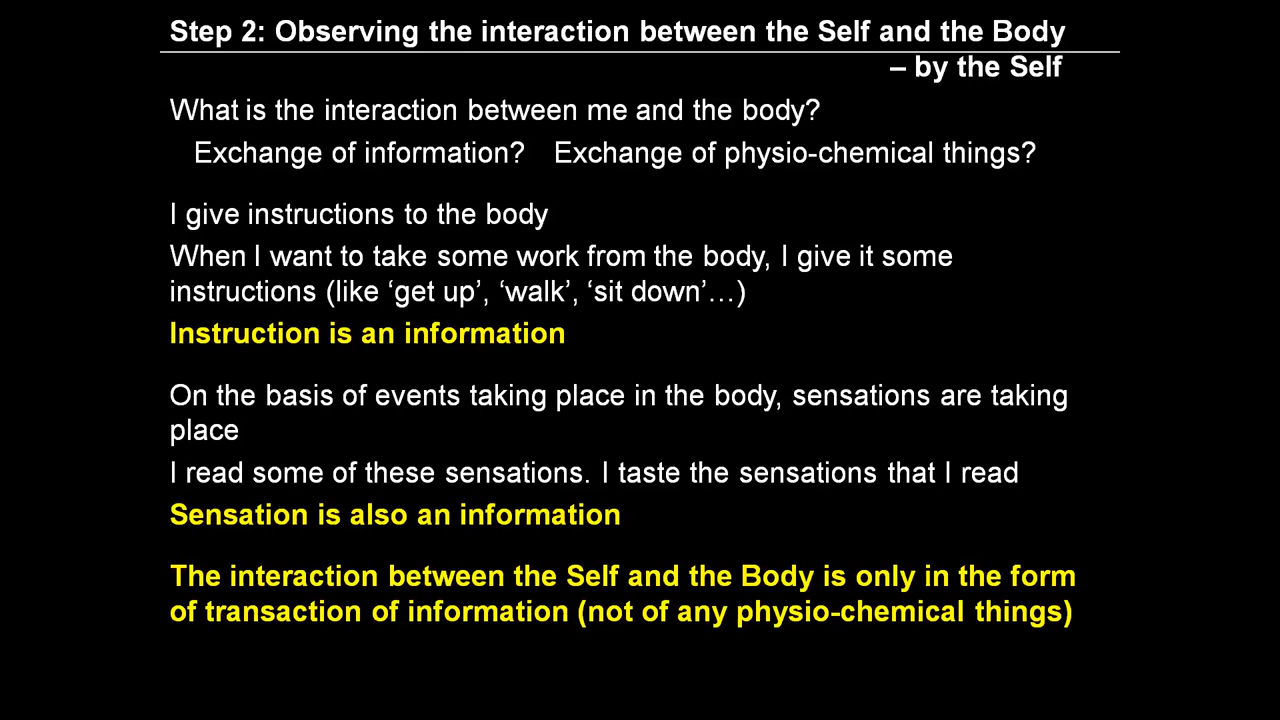 Step 2: Observing the interaction between the Self and the Body
– by the Self
What is the interaction between me and the body?
Exchange of information? Exchange of physio-chemical things?
I give instructions to the body
When I want to take some work from the body, I give it some
instructions (like ‘get up’, ‘walk’, ‘sit down’…)
Instruction is an information
On the basis of events taking place in the body, sensations are taking
place
I read some of these sensations. I taste the sensations that I read
Sensation is also an information
The interaction between the Self and the Body is only in the form
of transaction of information (not of any physio-chemical things)